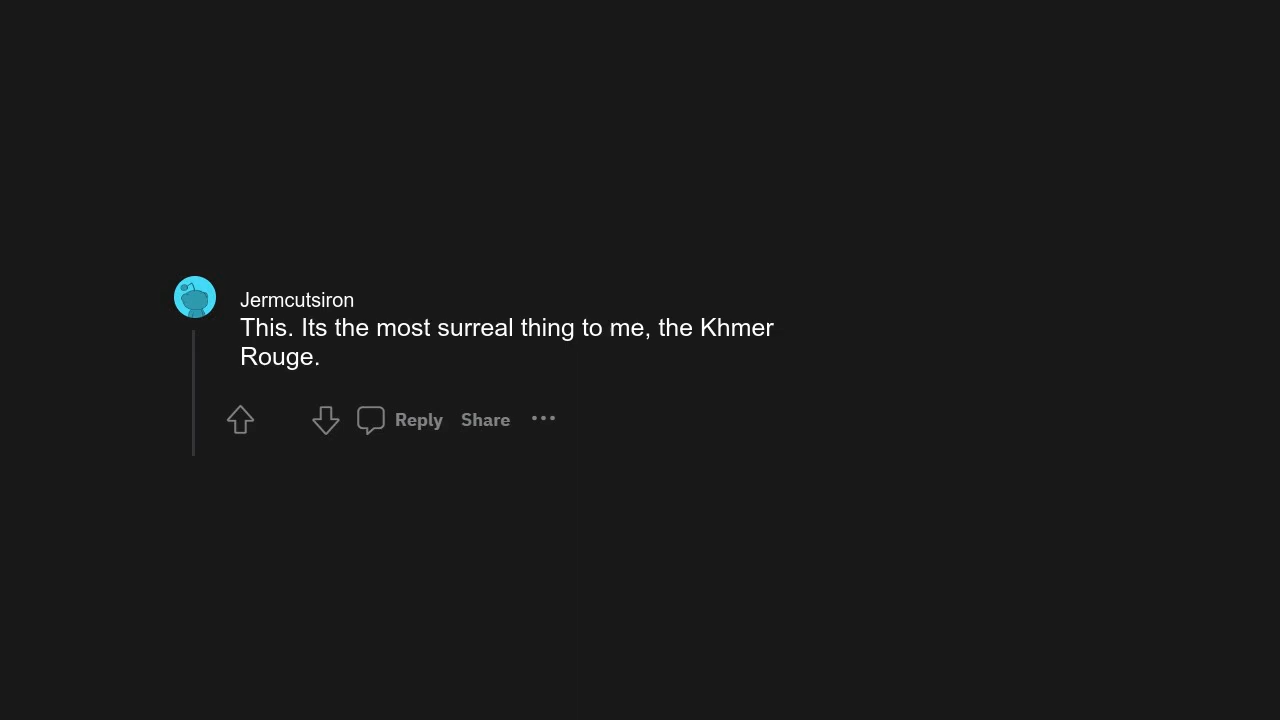 Jermcutsiron
This. Its the most surreal thing to me, the Khmer
Rouge.
Reply Share